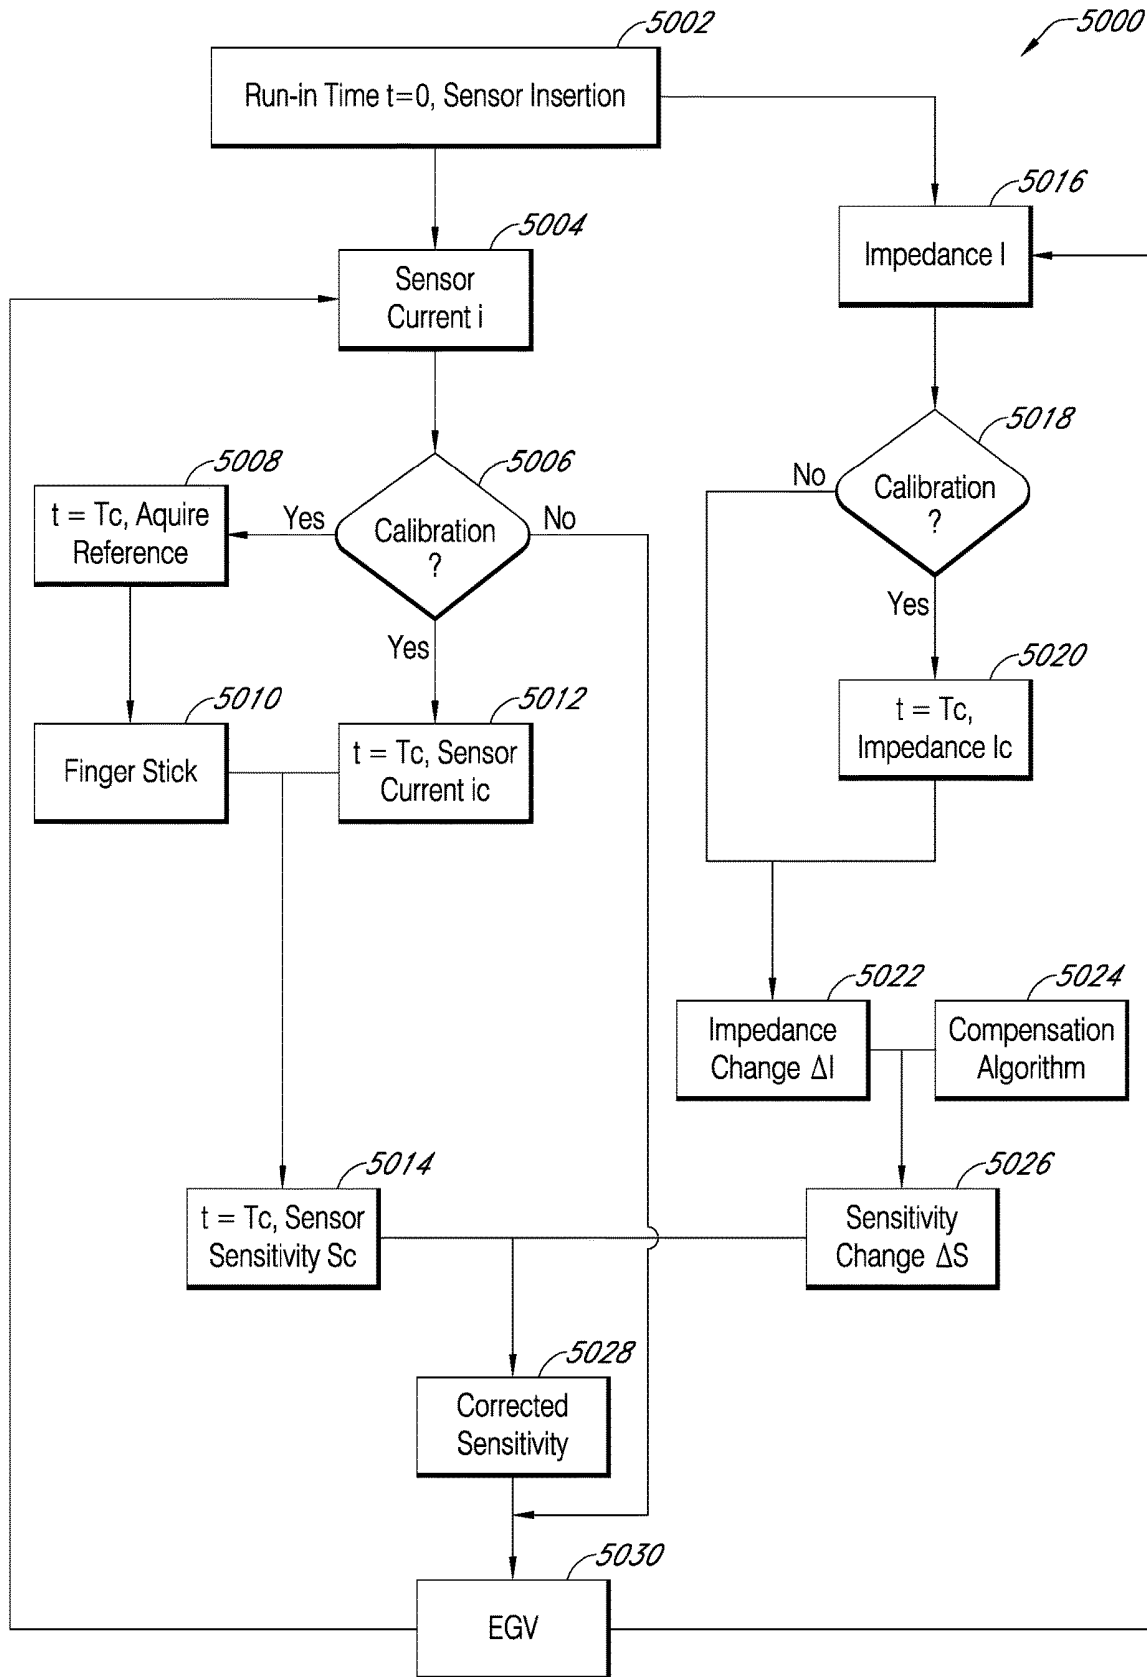 5000
5002
Run-in Time t=0, Sensor Insertion
5004
Sensor
Current i
5016
Impedance I
5006
Calibration
?
Yes
No
Yes
5008
t = Tc, Aquire
Reference
5018
Calibration
?
No
Yes
5010
Finger Stick
5012
t = Tc, Sensor
Current ic
5020
t = Tc,
Impedance Ic
5022
Impedance
Change ΔI
5024
Compensation
Algorithm
5014
t = Tc, Sensor
Sensitivity Sc
5026
Sensitivity
Change ΔS
5028
Corrected
Sensitivity
5030
EGV